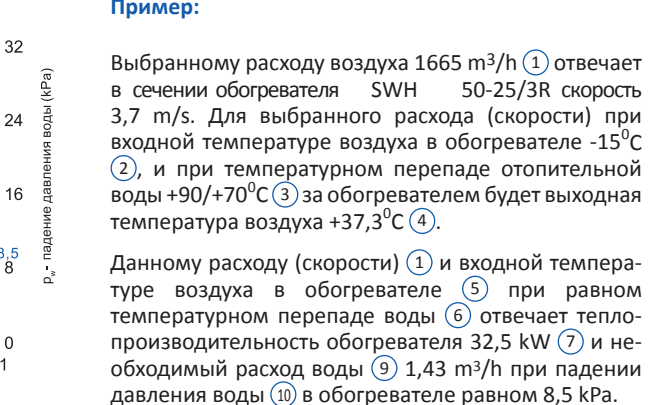 Пример:
32
24
16
8,5
8
0
1
p_w - падение давления воды (kPa)
Выбранному расходу воздуха 1665 m³/h ① отвечает
в сечении обогревателя SWH 50-25/3R скорость
3,7 m/s. Для выбранного расхода (скорости) при
входной температуре воздуха в обогревателе -15⁰C
②, и при температурном перепаде отопительной
воды +90/+70⁰C ③ за обогревателем будет выходная
температура воздуха +37,3⁰C ④.
Данному расходу (скорости) ① и входной темпера-
туре воздуха в обогревателе ⑤ при равном
температурном перепаде воды ⑥ отвечает тепло-
производительность обогревателя 32,5 kW ⑦ и не-
обходимый расход воды ⑨ 1,43 m³/h при падении
давления воды ⑩ в обогревателе равном 8,5 kPa.